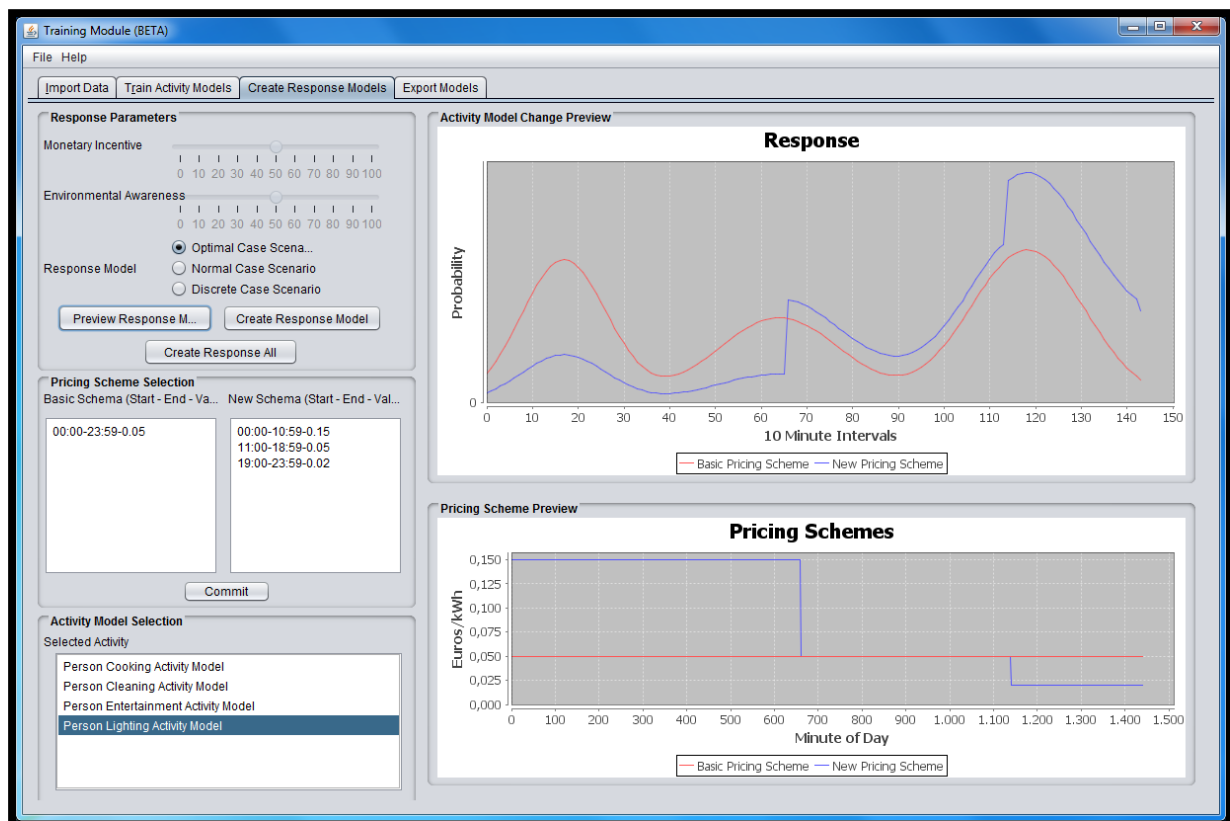 Training Module (BETA)
File Help
Import Data Train Activity Models Create Response Models Export Models
Response Parameters
Monetary Incentive
0 10 20 30 40 50 60 70 80 90 100
Environmental Awareness
0 10 20 30 40 50 60 70 80 90 100
Response Model
Optimal Case Scena...
Normal Case Scenario
Discrete Case Scenario
Preview Response M... Create Response Model
Create Response All
Pricing Scheme Selection
Basic Schema (Start - End - Va... New Schema (Start - End - Val...
00:00-23:59-0.05
00:00-10:59-0.15
11:00-18:59-0.05
19:00-23:59-0.02
Commit
Activity Model Selection
Selected Activity
Person Cooking Activity Model
Person Cleaning Activity Model
Person Entertainment Activity Model
Person Lighting Activity Model
Activity Model Change Preview
Response
Probability
0
0 10 20 30 40 50 60 70 80 90 100 110 120 130 140 150
10 Minute Intervals
Basic Pricing Scheme New Pricing Scheme
Pricing Scheme Preview
Pricing Schemes
Euros/kWh
0,150
0,125
0,100
0,075
0,050
0,025
0,000
0 100 200 300 400 500 600 700 800 900 1.000 1.100 1.200 1.300 1.400 1.500
Minute of Day
Basic Pricing Scheme New Pricing Scheme